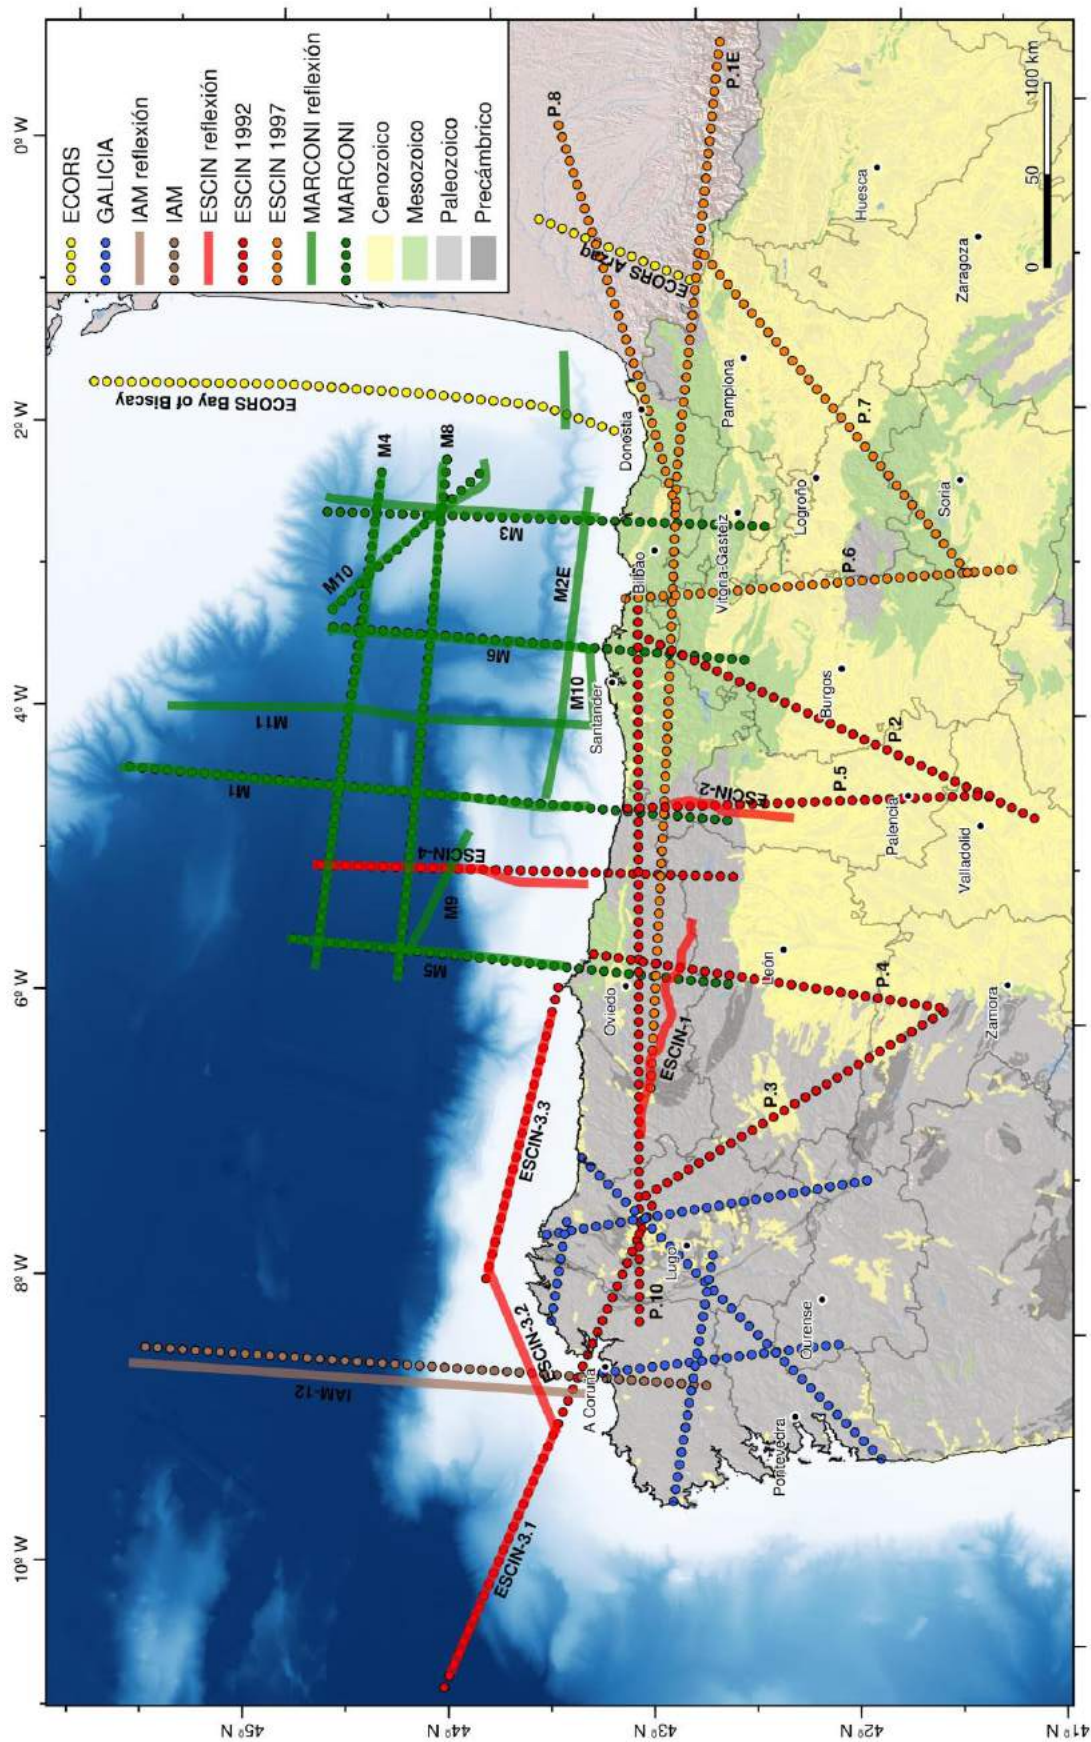 10º W
8º W
6º W
4º W
2º W
0º W
45º N
44º N
43º N
42º N
41º N
ECORS
GALICIA
IAM reflexión
IAM
ESCIN reflexión
ESCIN 1992
ESCIN 1997
MARCONI reflexión
MARCONI
Cenozoico
Mesozoico
Paleozoico
Precámbrico
IAM-12
M5
M1
M11
M10
M4
ECORS Bay of Biscay
M8
M9
ESCIN-4
M6
M3
M2E
M10
ESCIN-3.1
ESCIN-3.2
ESCIN-3.3
P.8
ECORS Arzaq
P.1E
A Coruña
Oviedo
Santander
Bilbao
Donostia
P.10
Lugo
ESCIN-1
ESCIN-2
Vitoria-Gasteiz
Pamplona
Pontevedra
Ourense
P.3
León
P.4
P.5
P.2
Burgos
P.6
Logroño
P.7
Huesca
Palencia
Valladolid
Zamora
Soria
Zaragoza
0
50
100 km